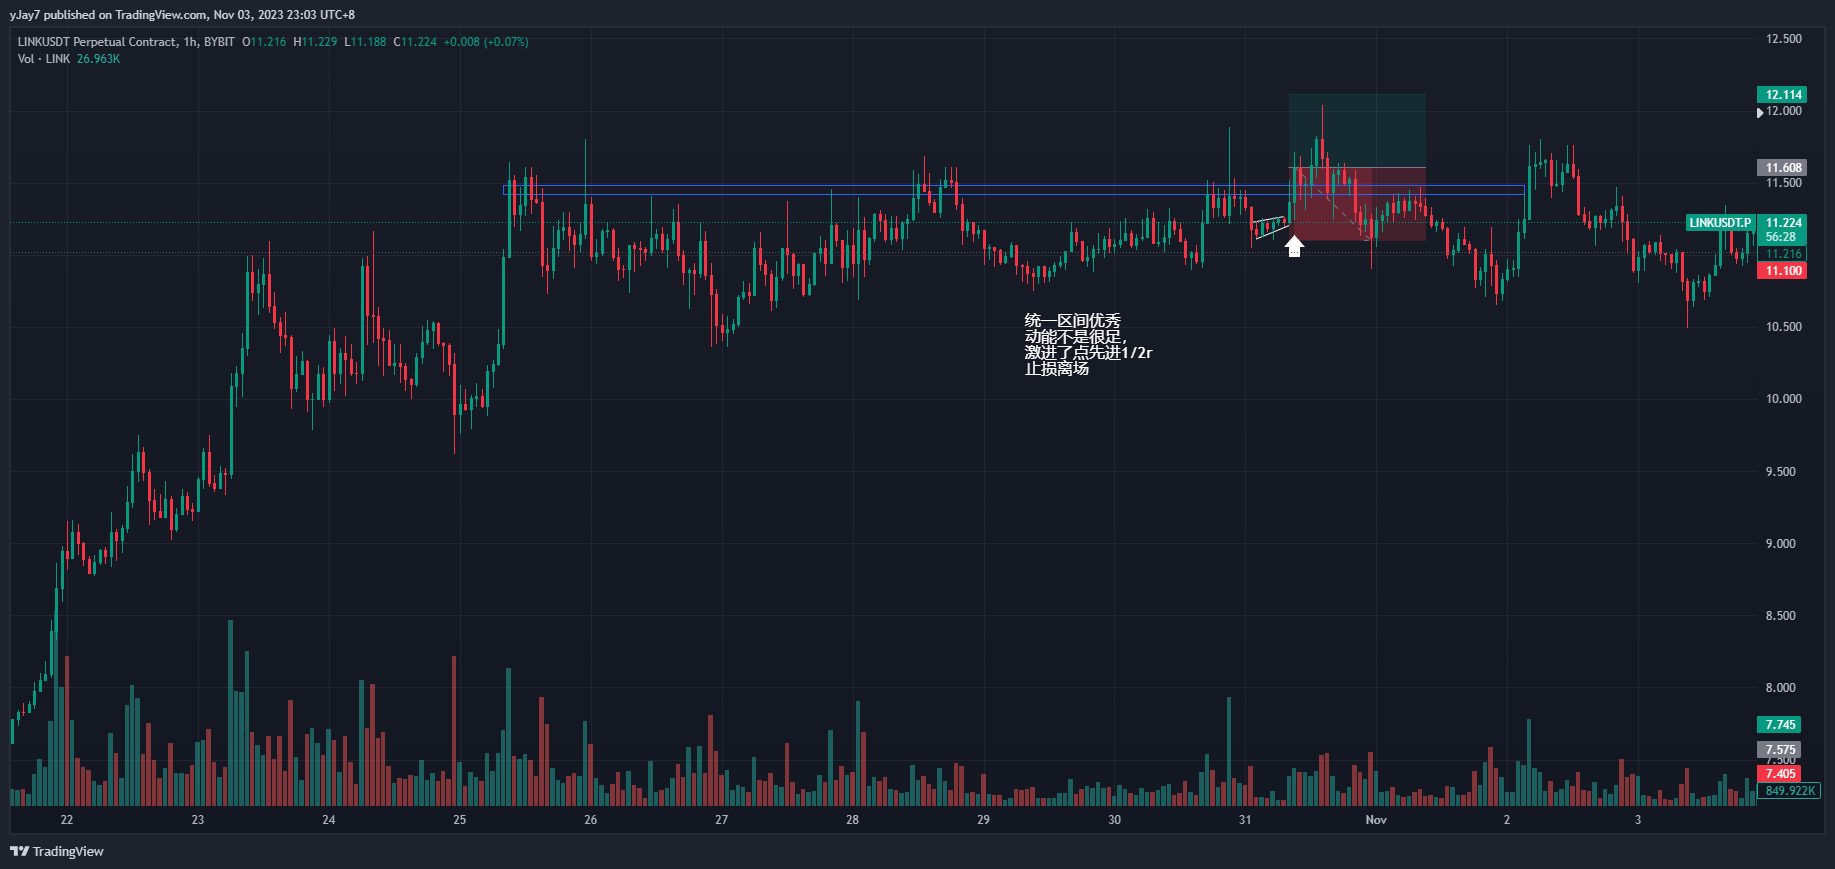 yJay7 published on TradingView.com, Nov 03, 2023 23:03 UTC+8
LINKUSDT Perpetual Contract, 1h, BYBIT O11.216 H11.229 L11.188 C11.224 +0.008 (+0.07%)
Vol · LINK 26.963K
12.500
12.114
12.000
11.608
11.500
LINKUSDT.P 11.224
56:28
11.216
11.100
统一区间优秀
动能不是很足,
激进了点先进1/2r
止损离场
10.500
10.000
9.500
9.000
8.500
8.000
7.745
7.575
7.500
7.405
849.922K
22 23 24 25 26 27 28 29 30 31 Nov 2 3
TradingView